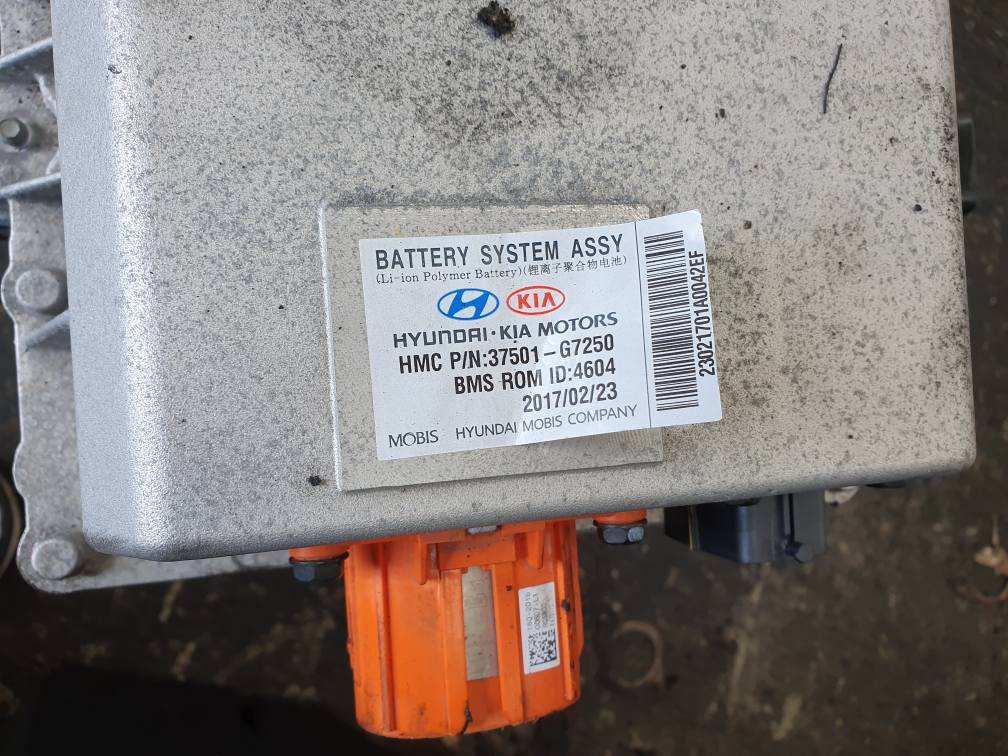 BATTERY SYSTEM ASSY
(Li-ion Polymer Battery)(锂离子聚合物电池)
KIA
HYUNDAI·KIA MOTORS
HMC P/N:37501-G7250
BMS ROM ID:4604
2017/02/23
MOBIS HYUNDAI MOBIS COMPANY
23021701A0042EF